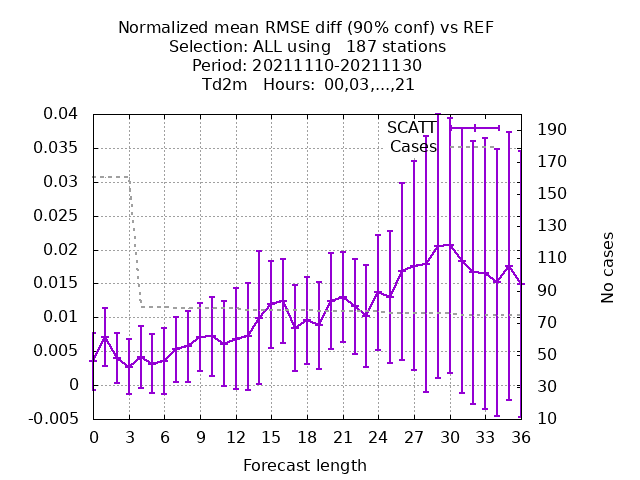 Normalized mean RMSE diff (90% conf) vs REF
Selection: ALL using 187 stations
Period: 20211110-20211130
Td2m Hours: 00,03,...,21
SCATT
Cases
0.04
0.035
0.03
0.025
0.02
0.015
0.01
0.005
0
-0.005
190
170
150
130
110
90
70
50
30
10
No cases
0 3 6 9 12 15 18 21 24 27 30 33 36
Forecast length